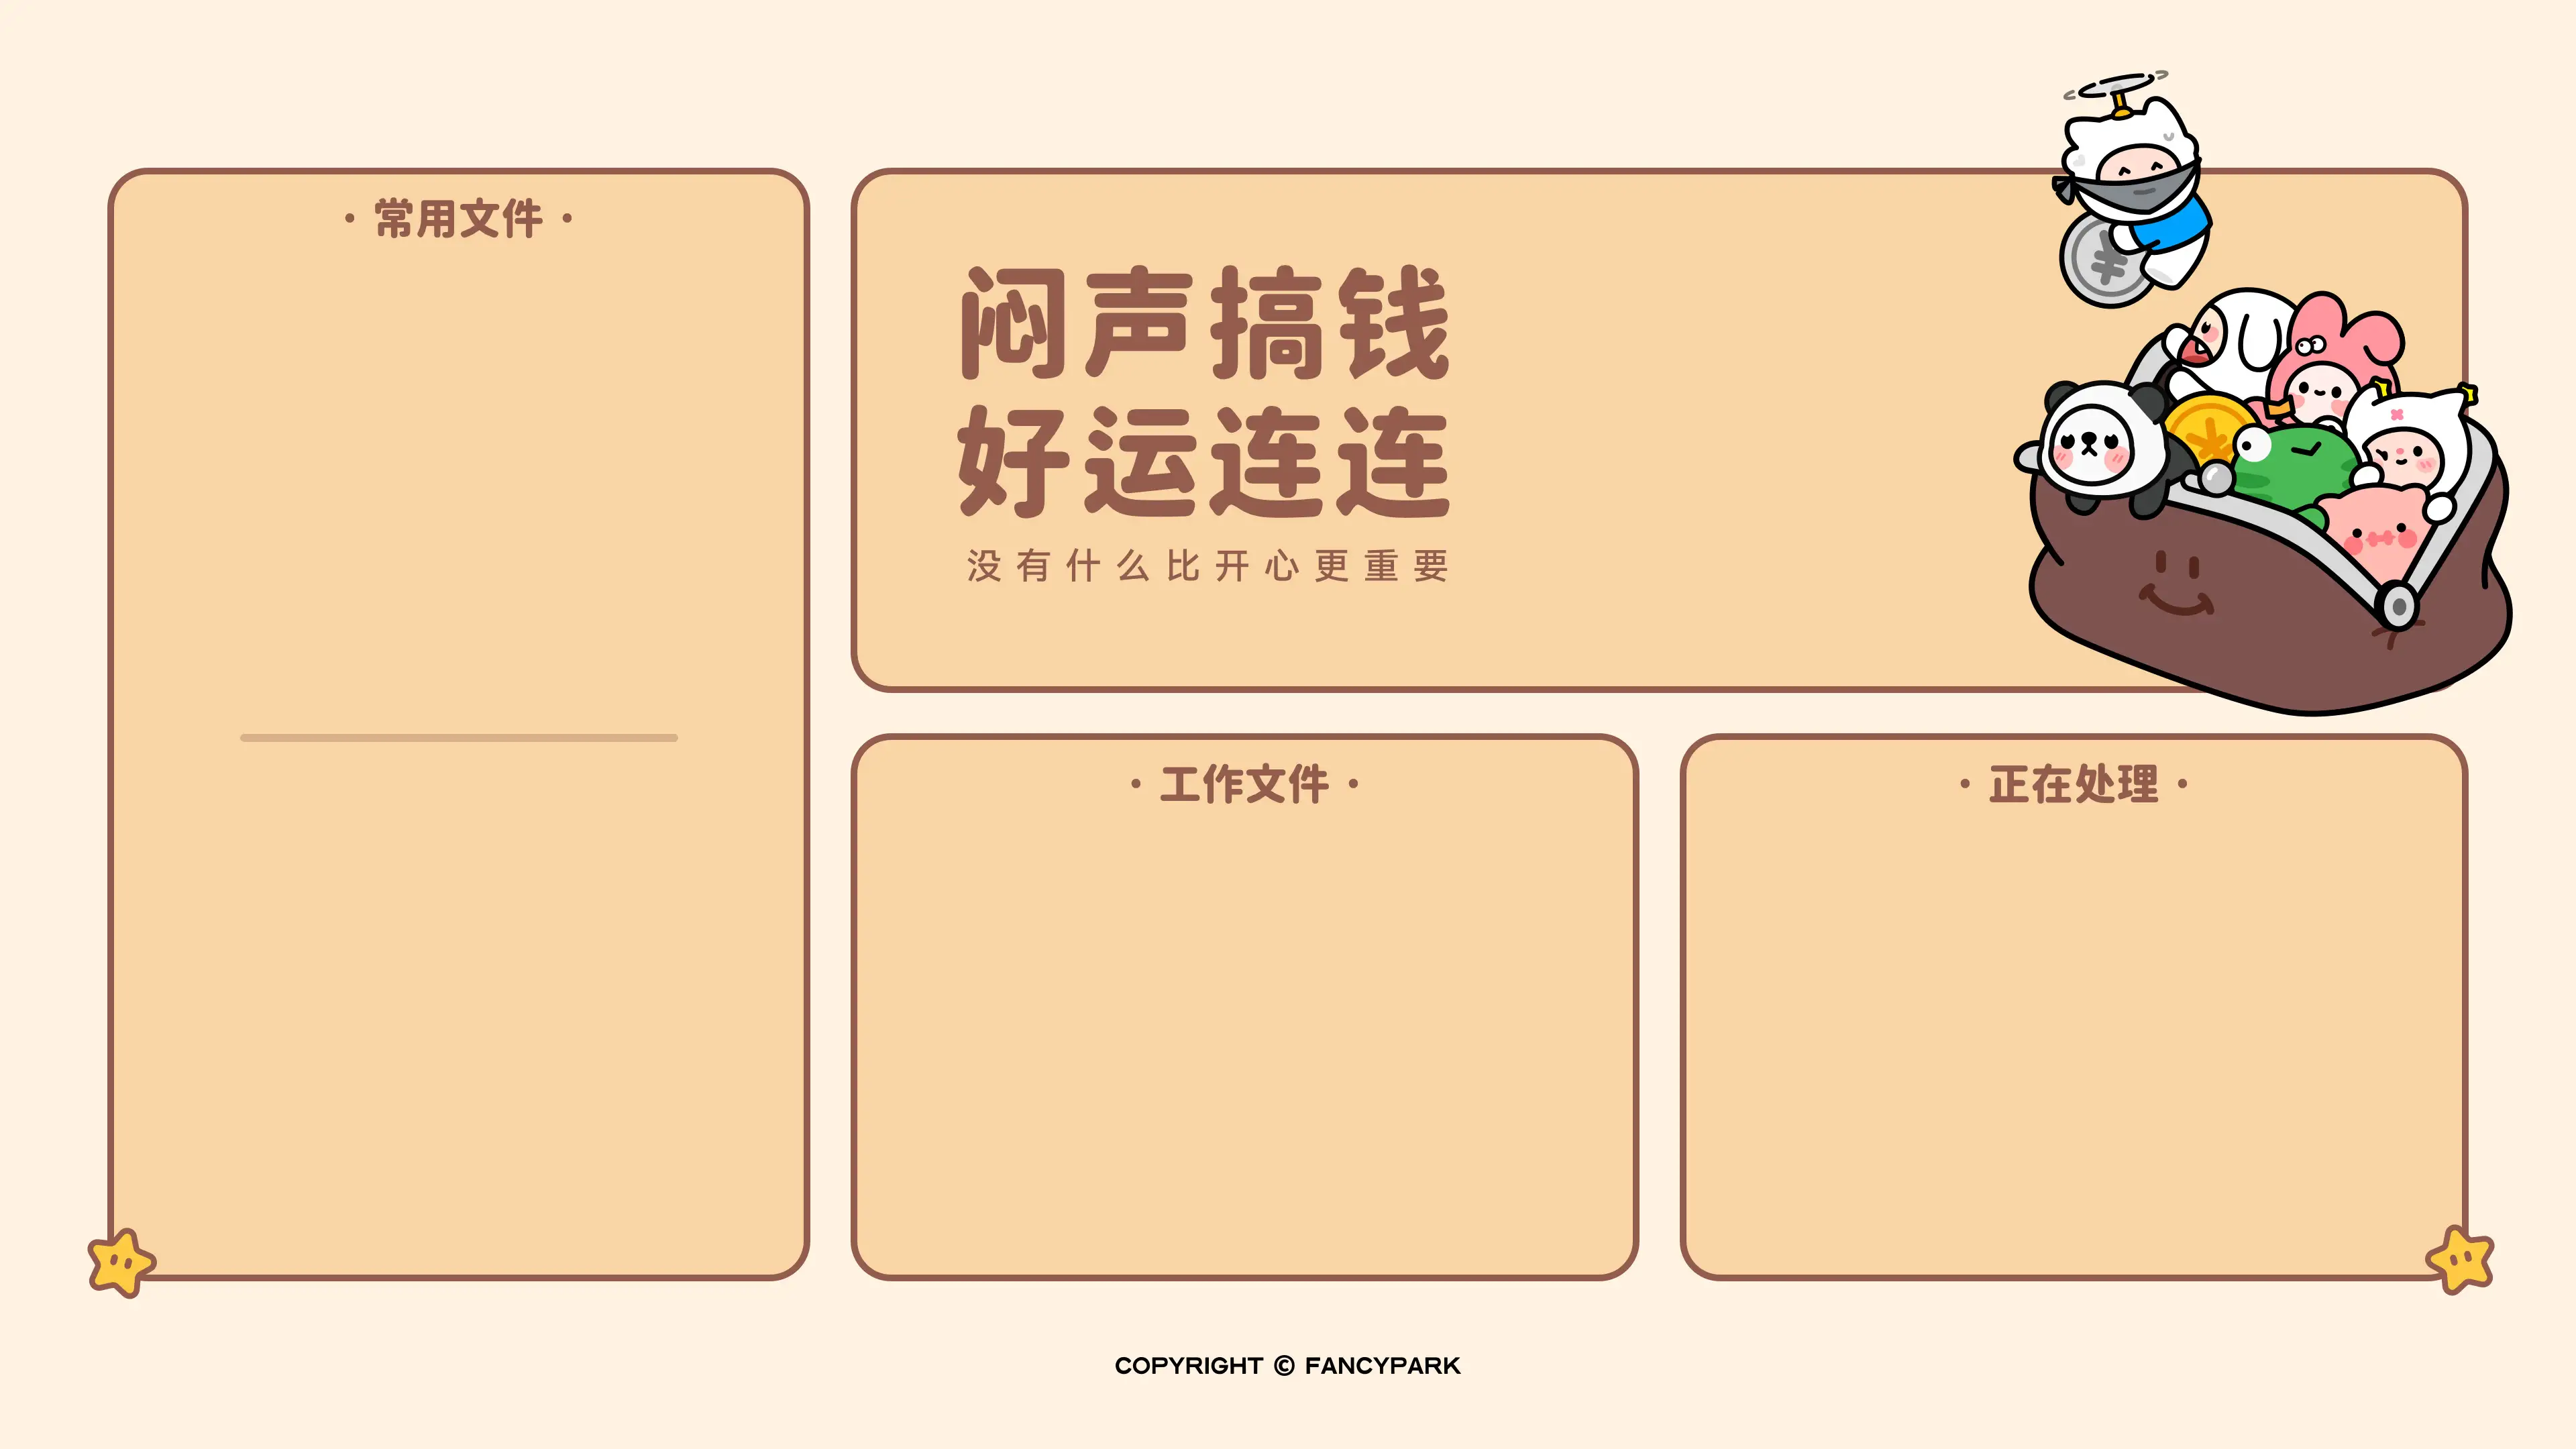 · 常用文件 ·
闷声搞钱
好运连连
没有什么比开心更重要
· 工作文件 ·
· 正在处理 ·
COPYRIGHT © FANCYPARK